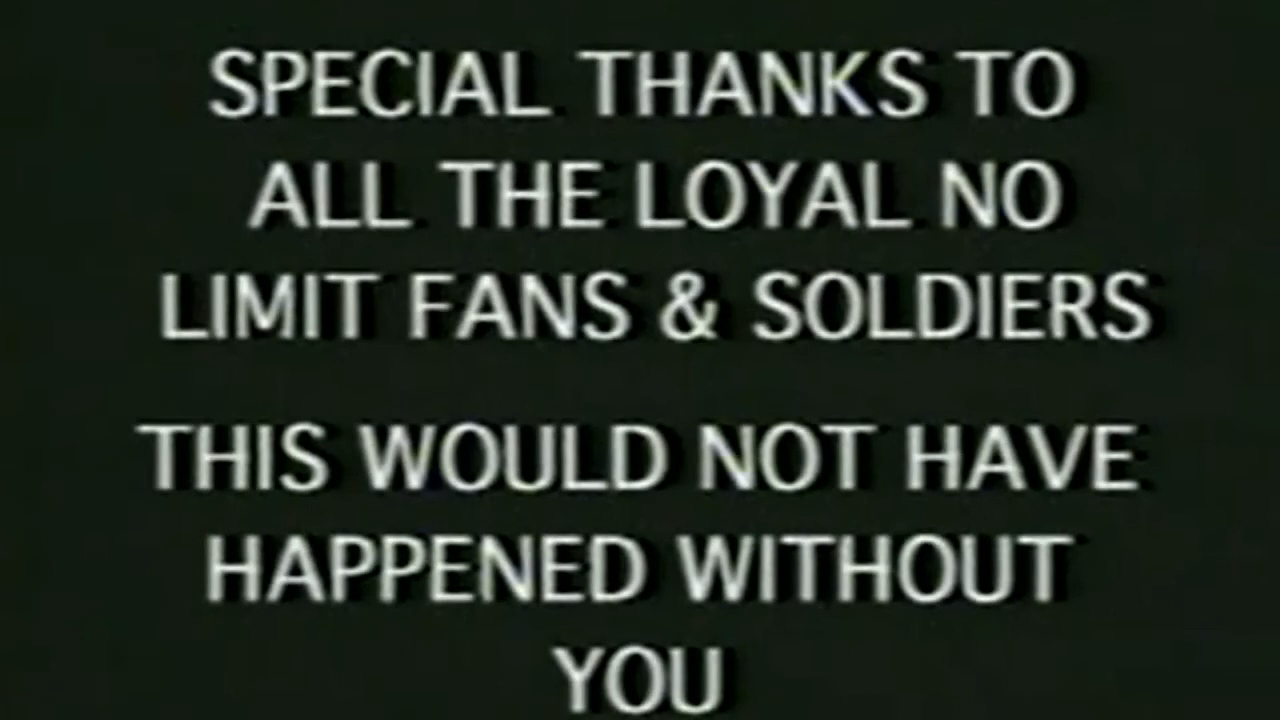 SPECIAL THANKS TO
ALL THE LOYAL NO
LIMIT FANS & SOLDIERS
THIS WOULD NOT HAVE
HAPPENED WITHOUT
YOU